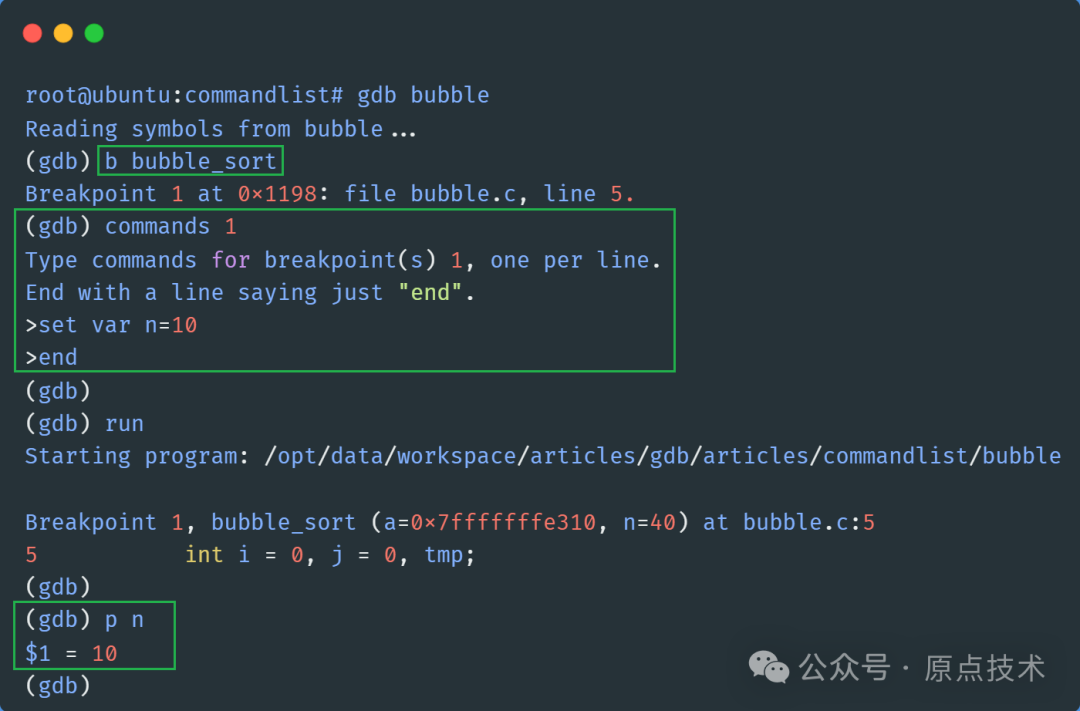 root@ubuntu:commandlist# gdb bubble
Reading symbols from bubble...
(gdb) b bubble_sort
Breakpoint 1 at 0x1198: file bubble.c, line 5.
(gdb) commands 1
Type commands for breakpoint(s) 1, one per line.
End with a line saying just "end".
>set var n=10
>end
(gdb)
(gdb) run
Starting program: /opt/data/workspace/articles/gdb/articles/commandlist/bubble
Breakpoint 1, bubble_sort (a=0x7fffffffe310, n=40) at bubble.c:5
5 int i = 0, j = 0, tmp;
(gdb)
(gdb) p n
$1 = 10
(gdb)
公众号 · 原点技术